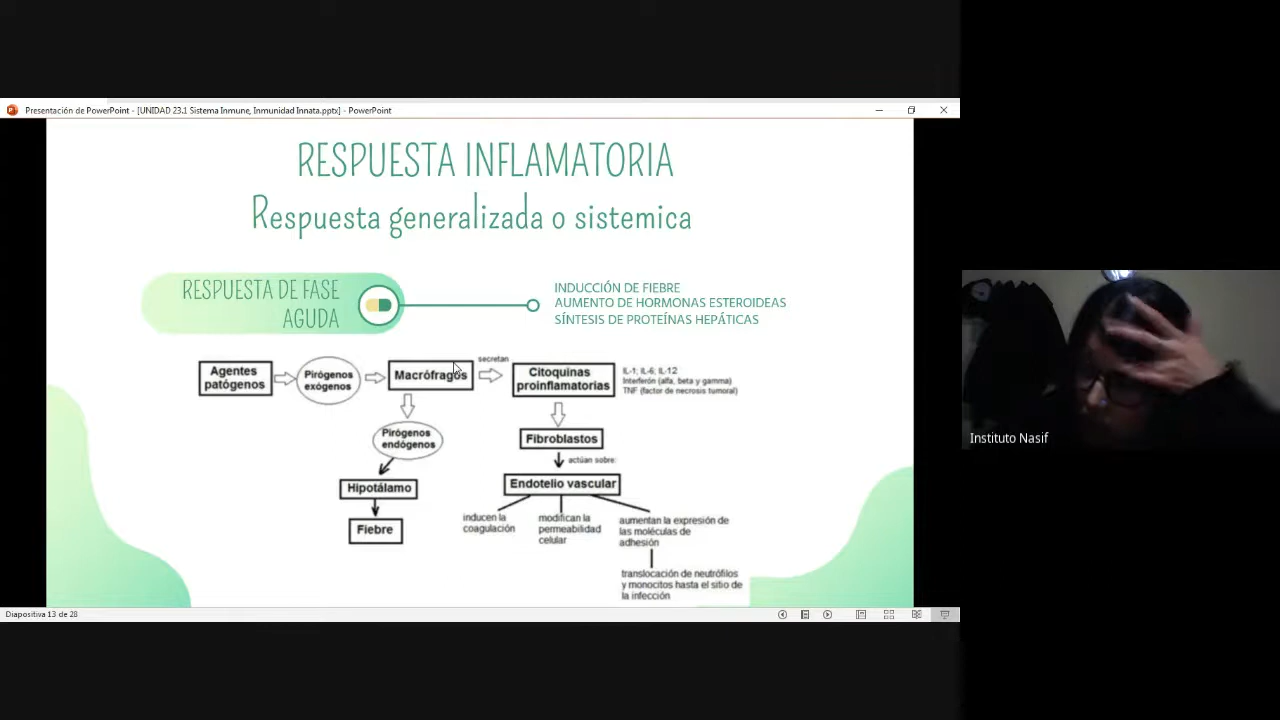 Presentación de PowerPoint - [UNIDAD 23.1 Sistema Inmune, Inmunidad Innata.pptx] - PowerPoint
RESPUESTA INFLAMATORIA
Respuesta generalizada o sistemica
RESPUESTA DE FASE
AGUDA
INDUCCIÓN DE FIEBRE
AUMENTO DE HORMONAS ESTEROIDEAS
SÍNTESIS DE PROTEÍNAS HEPÁTICAS
Agentes
patógenos
Pirógenos
exógenos
Macrófragos
secretan
Citoquinas
proinflamatorias
IL-1; IL-6; IL-12
Interferón (alfa, beta y gamma)
TNF (factor de necrosis tumoral)
Pirógenos
endógenos
Hipotálamo
Fiebre
Fibroblastos
actúan sobre:
Endotelio vascular
inducen la
coagulación
modifican la
permeabilidad
celular
aumentan la expresión de
las moléculas de
adhesión
translocación de neutrófilos
y monocitos hasta el sitio de
la infección
Diapositiva 13 de 28
Instituto Nasif